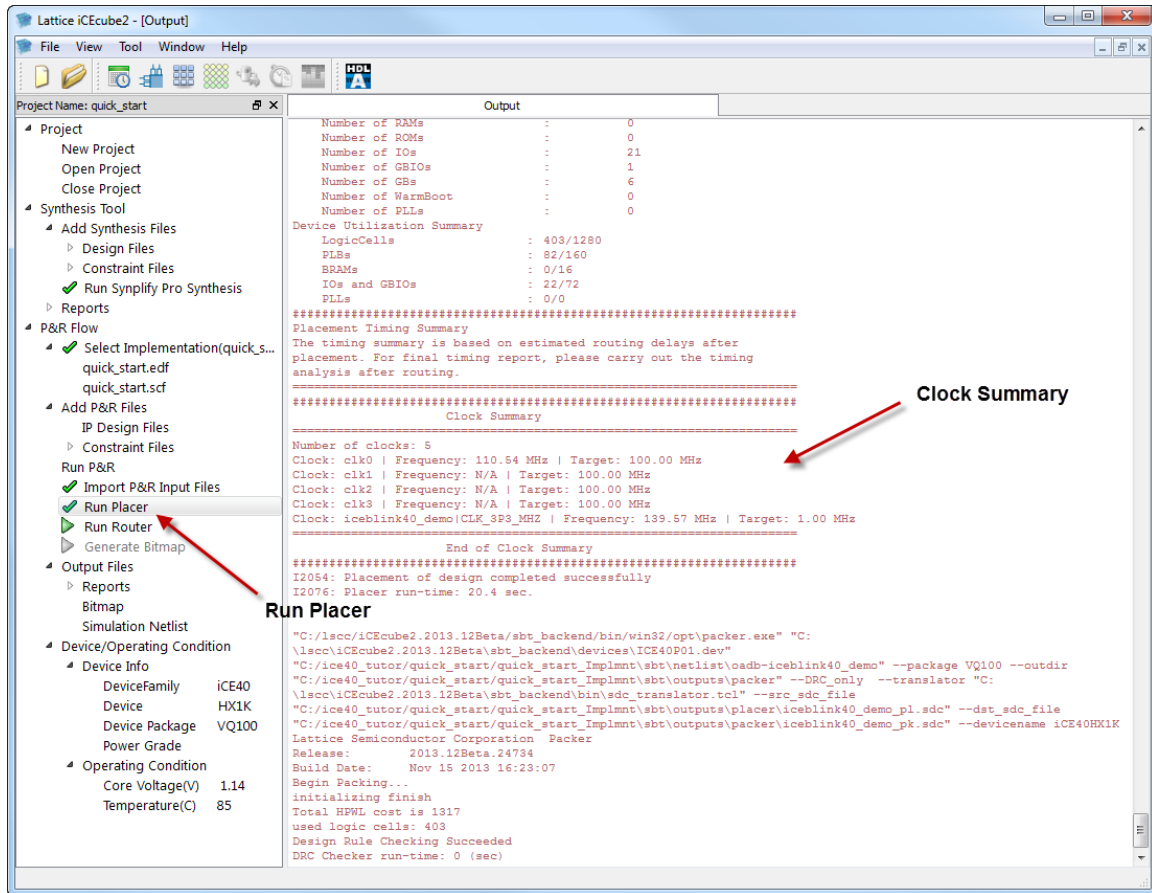 Lattice iCEcube2 - [Output]
File View Tool Window Help
HDL
A
Project Name: quick_start
Project
New Project
Open Project
Close Project
Synthesis Tool
Add Synthesis Files
Design Files
Constraint Files
Run Synplify Pro Synthesis
Reports
P&R Flow
Select Implementation(quick_s...
quick_start.edf
quick_start.scf
Add P&R Files
IP Design Files
Constraint Files
Run P&R
Import P&R Input Files
Run Placer
Run Router
Generate Bitmap
Output Files
Reports
Bitmap
Simulation Netlist
Device/Operating Condition
Device Info
DeviceFamily iCE40
Device HX1K
Device Package VQ100
Power Grade
Operating Condition
Core Voltage(V) 1.14
Temperature(C) 85
Output
Number of RAMs : 0
Number of ROMs : 0
Number of IOs : 21
Number of GBIOs : 1
Number of GBs : 6
Number of WarmBoot : 0
Number of PLLs : 0
Device Utilization Summary
LogicCells : 403/1280
PLBs : 82/160
BRAMs : 0/16
IOs and GBIOs : 22/72
PLLs : 0/0
#####################################################################
Placement Timing Summary
The timing summary is based on estimated routing delays after
placement. For final timing report, please carry out the timing
analysis after routing.
=====================================================================
#####################################################################
Clock Summary
=====================================================================
Number of clocks: 5
Clock: clk0 | Frequency: 110.54 MHz | Target: 100.00 MHz
Clock: clk1 | Frequency: N/A | Target: 100.00 MHz
Clock: clk2 | Frequency: N/A | Target: 100.00 MHz
Clock: clk3 | Frequency: N/A | Target: 100.00 MHz
Clock: iceblink40_demo|CLK_3P3_MHZ | Frequency: 139.57 MHz | Target: 1.00 MHz
=====================================================================
End of Clock Summary
#####################################################################
I2054: Placement of design completed successfully
I2076: Placer run-time: 20.4 sec.
"C:/lscc/iCEcube2.2013.12Beta/sbt_backend/bin/win32/opt\packer.exe" "C:
\lscc\iCEcube2.2013.12Beta\sbt_backend\devices\ICE40P01.dev"
"C:/ice40_tutor/quick_start/quick_start_Implmnt\sbt\netlist\oadb-iceblink40_demo" --package VQ100 --outdir
"C:/ice40_tutor/quick_start/quick_start_Implmnt\sbt\outputs\packer" --DRC_only --translator "C:
\lscc\iCEcube2.2013.12Beta\sbt_backend\bin\sdc_translator.tcl" --src_sdc_file
"C:/ice40_tutor/quick_start/quick_start_Implmnt\sbt\outputs\placer\iceblink40_demo_pl.sdc" --dst_sdc_file
"C:/ice40_tutor/quick_start/quick_start_Implmnt\sbt\outputs\packer\iceblink40_demo_pk.sdc" --devicename iCE40HX1K
Lattice Semiconductor Corporation Packer
Release: 2013.12Beta.24734
Build Date: Nov 15 2013 16:23:07
Begin Packing...
initializing finish
Total HPWL cost is 1317
used logic cells: 403
Design Rule Checking Succeeded
DRC Checker run-time: 0 (sec)
Clock Summary
Run Placer